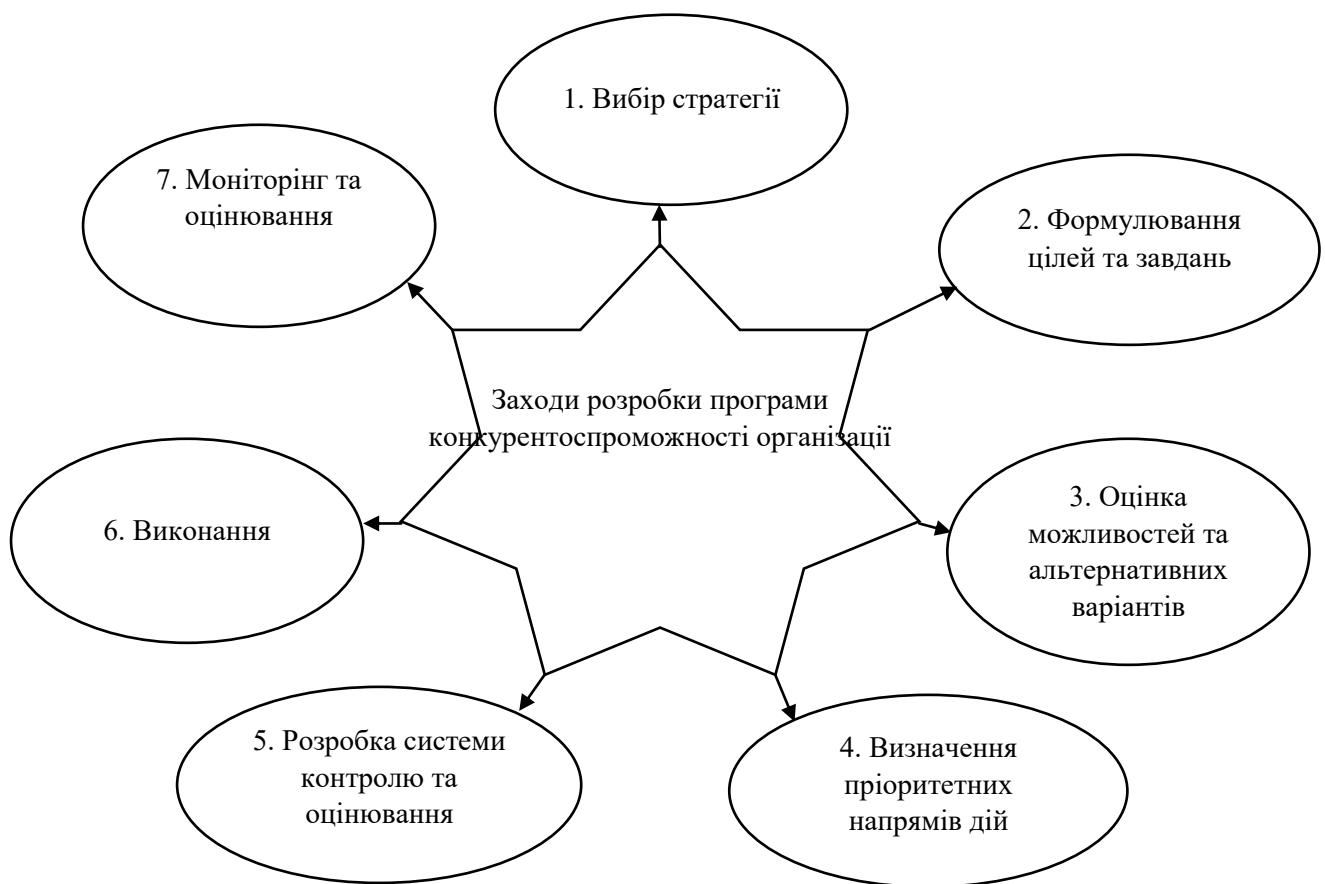 1. Вибір стратегії
7. Моніторінг та
оцінювання
2. Формулювання
цілей та завдань
Заходи розробки програми
конкурентоспроможності організації
3. Оцінка
можливостей та
альтернативних
варіантів
6. Виконання
5. Розробка системи
контролю та
оцінювання
4. Визначення
пріоритетних
напрямів дій